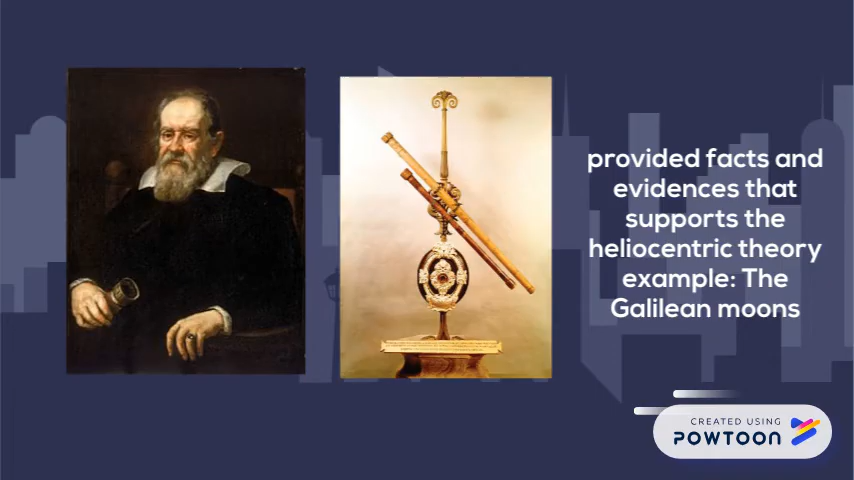 provided facts and
evidences that
supports the
heliocentric theory
example: The
Galilean moons
CREATED USING
POWTOON